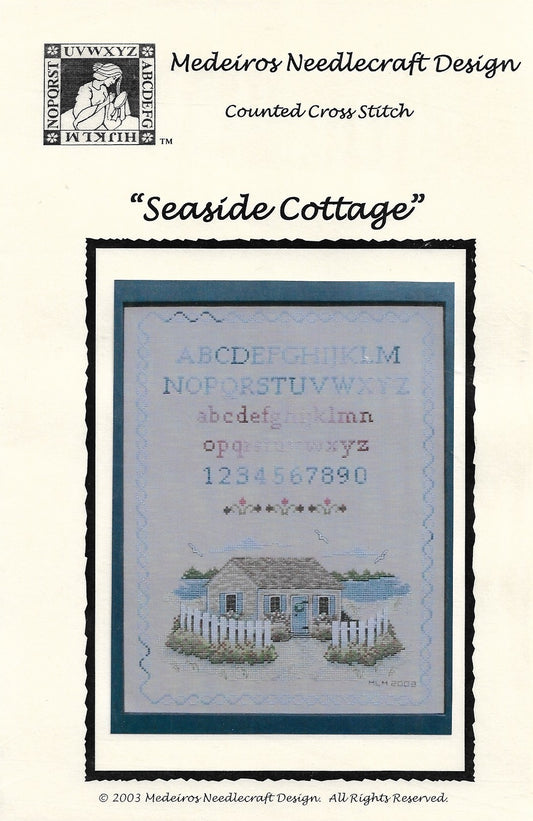 UVWXYZ
NOPQRST
ABCDEFG
HIJKLM
TM
Medeiros Needlecraft Design
Counted Cross Stitch
“Seaside Cottage”
ABCDEFGHIJKLM
NOPQRSTUVWXYZ
abcdefghijklmn
opqrstuvwxyz
1234567890
MLM 2003
© 2003 Medeiros Needlecraft Design. All Rights Reserved.